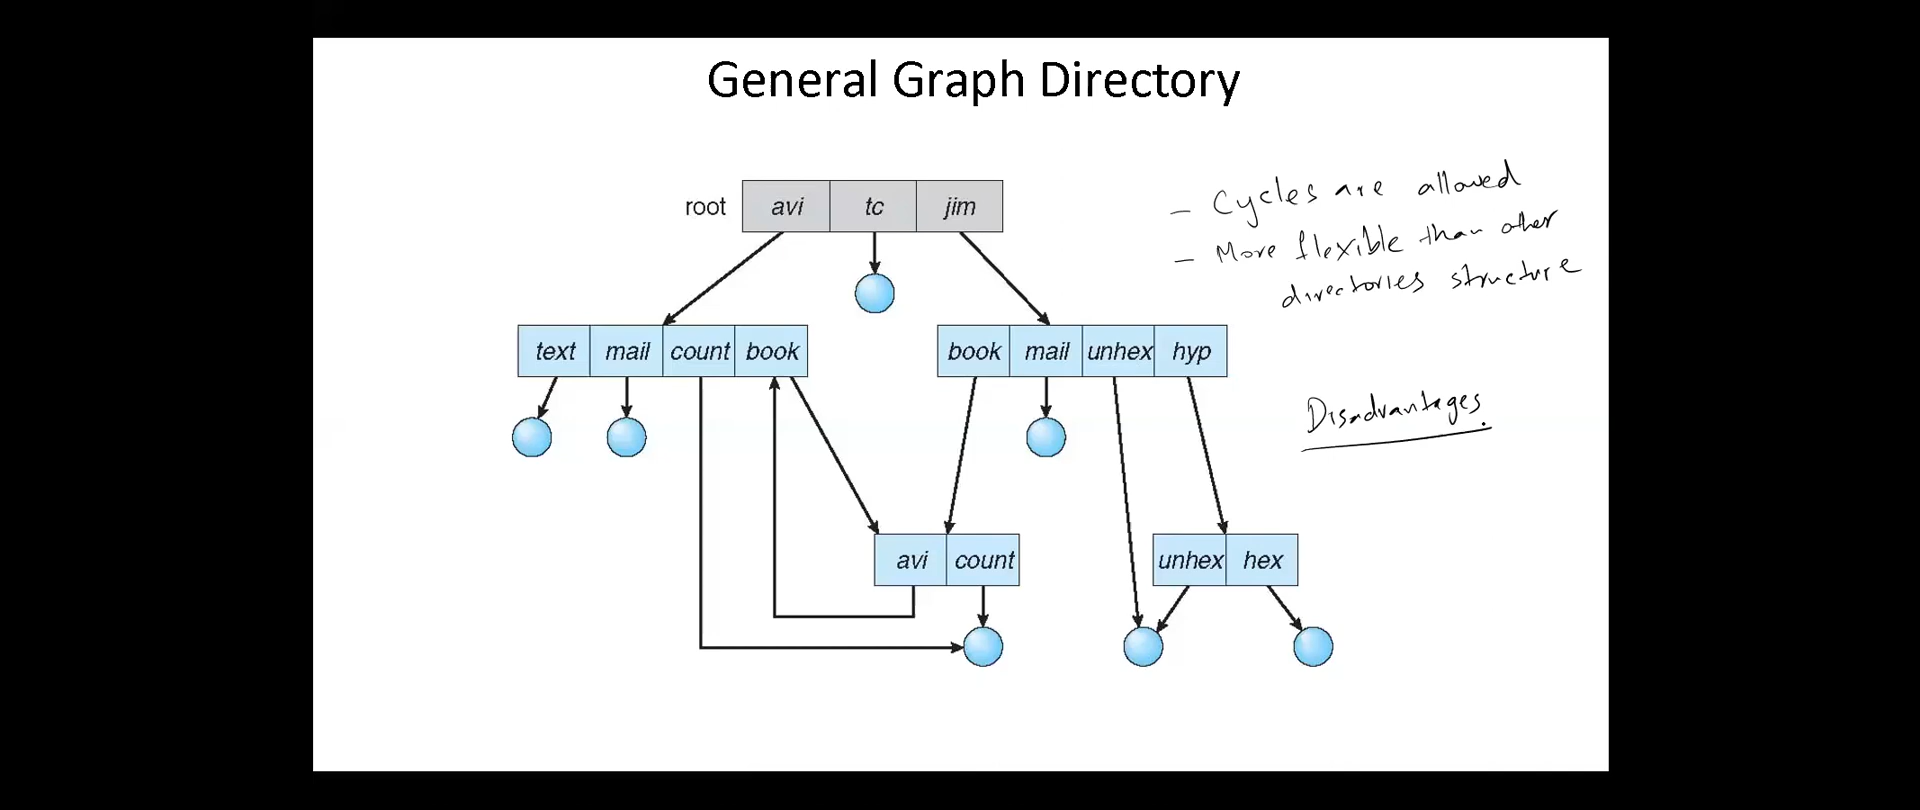 General Graph Directory
root avi tc jim
- Cycles are allowed
- More flexible than other
directories structure
text mail count book
book mail unhex hyp
Disadvantages.
avi count
unhex hex